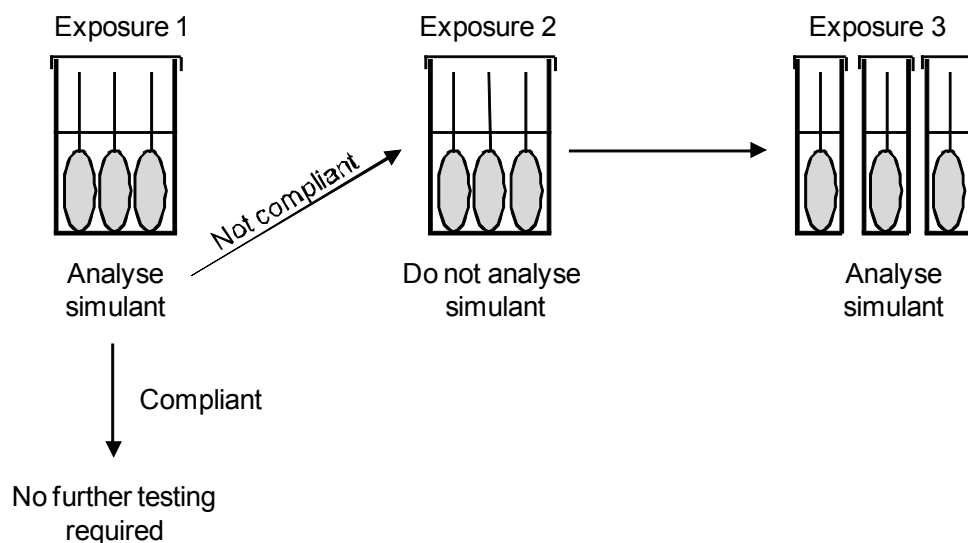 Exposure 1
Exposure 2
Exposure 3
Not compliant
Analyse
simulant
Do not analyse
simulant
Analyse
simulant
Compliant
No further testing
required